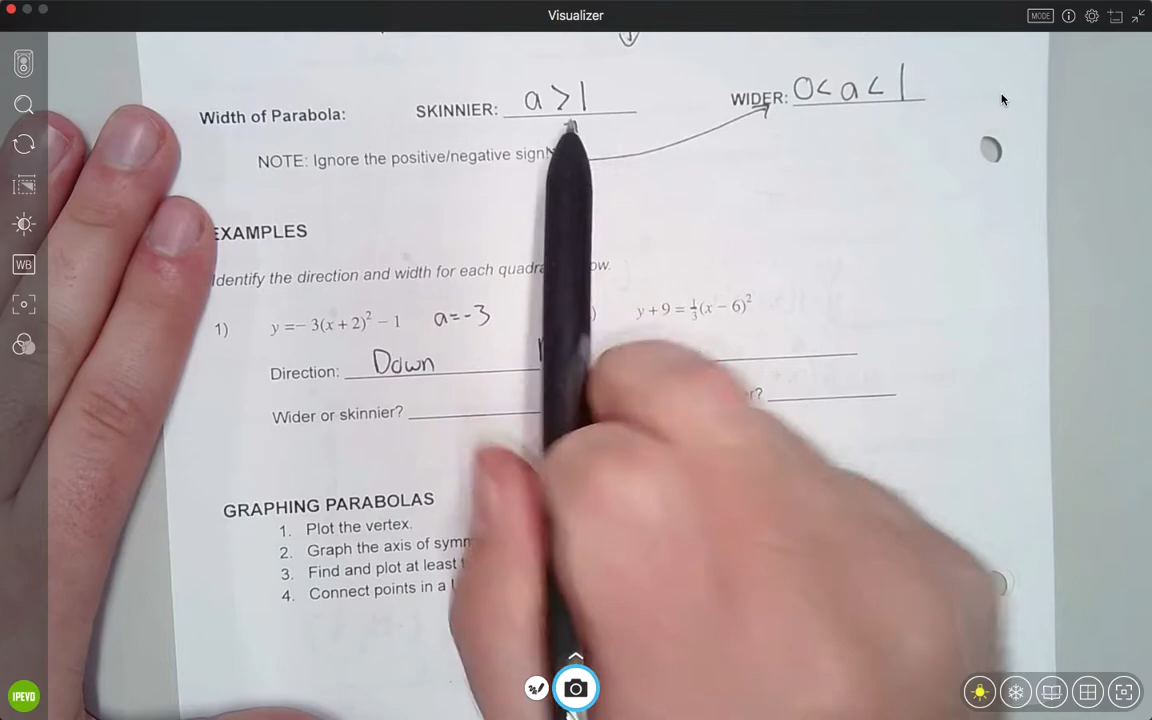 Visualizer
MODE
Width of Parabola: SKINNIER: a > 1 WIDER: 0 < a < 1
NOTE: Ignore the positive/negative sign
EXAMPLES
Identify the direction and width for each ow.
1) y = − 3(x + 2)² − 1 a = -3 ) y + 9 = ⅓(x − 6)²
Direction: Down
Wider or skinnier? r?
GRAPHING PARABOLAS
1. Plot the vertex.
2. Graph the axis of symm
3. Find and plot at least
4. Connect points in a
WB
IPEVO